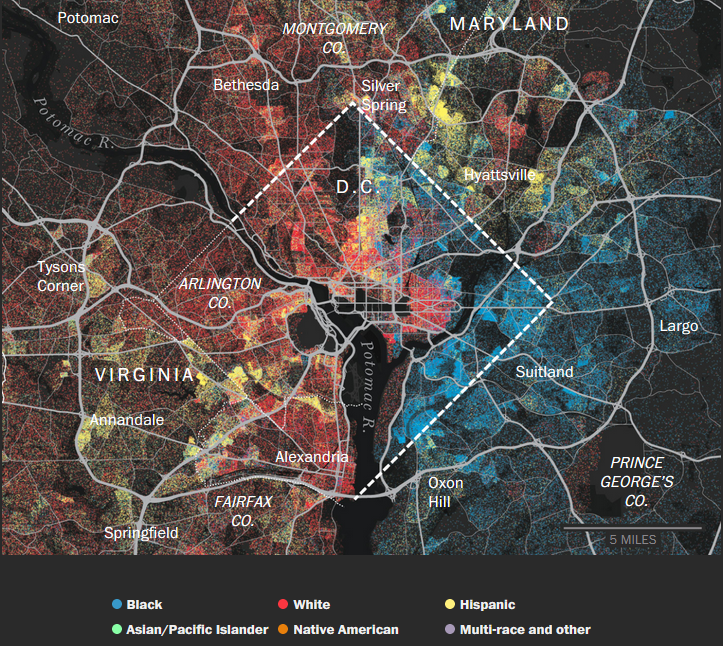 Potomac
MONTGOMERY
CO.
MARYLAND
Bethesda
Silver
Spring
Potomac R.
Hyattsville
D.C.
Tysons
Corner
ARLINGTON
CO.
Largo
VIRGINIA
Potomac R.
Suitland
Annandale
Alexandria
PRINCE
GEORGE'S
CO.
Oxon
Hill
FAIRFAX
CO.
Springfield
5 MILES
Black
White
Hispanic
Asian/Pacific Islander
Native American
Multi-race and other